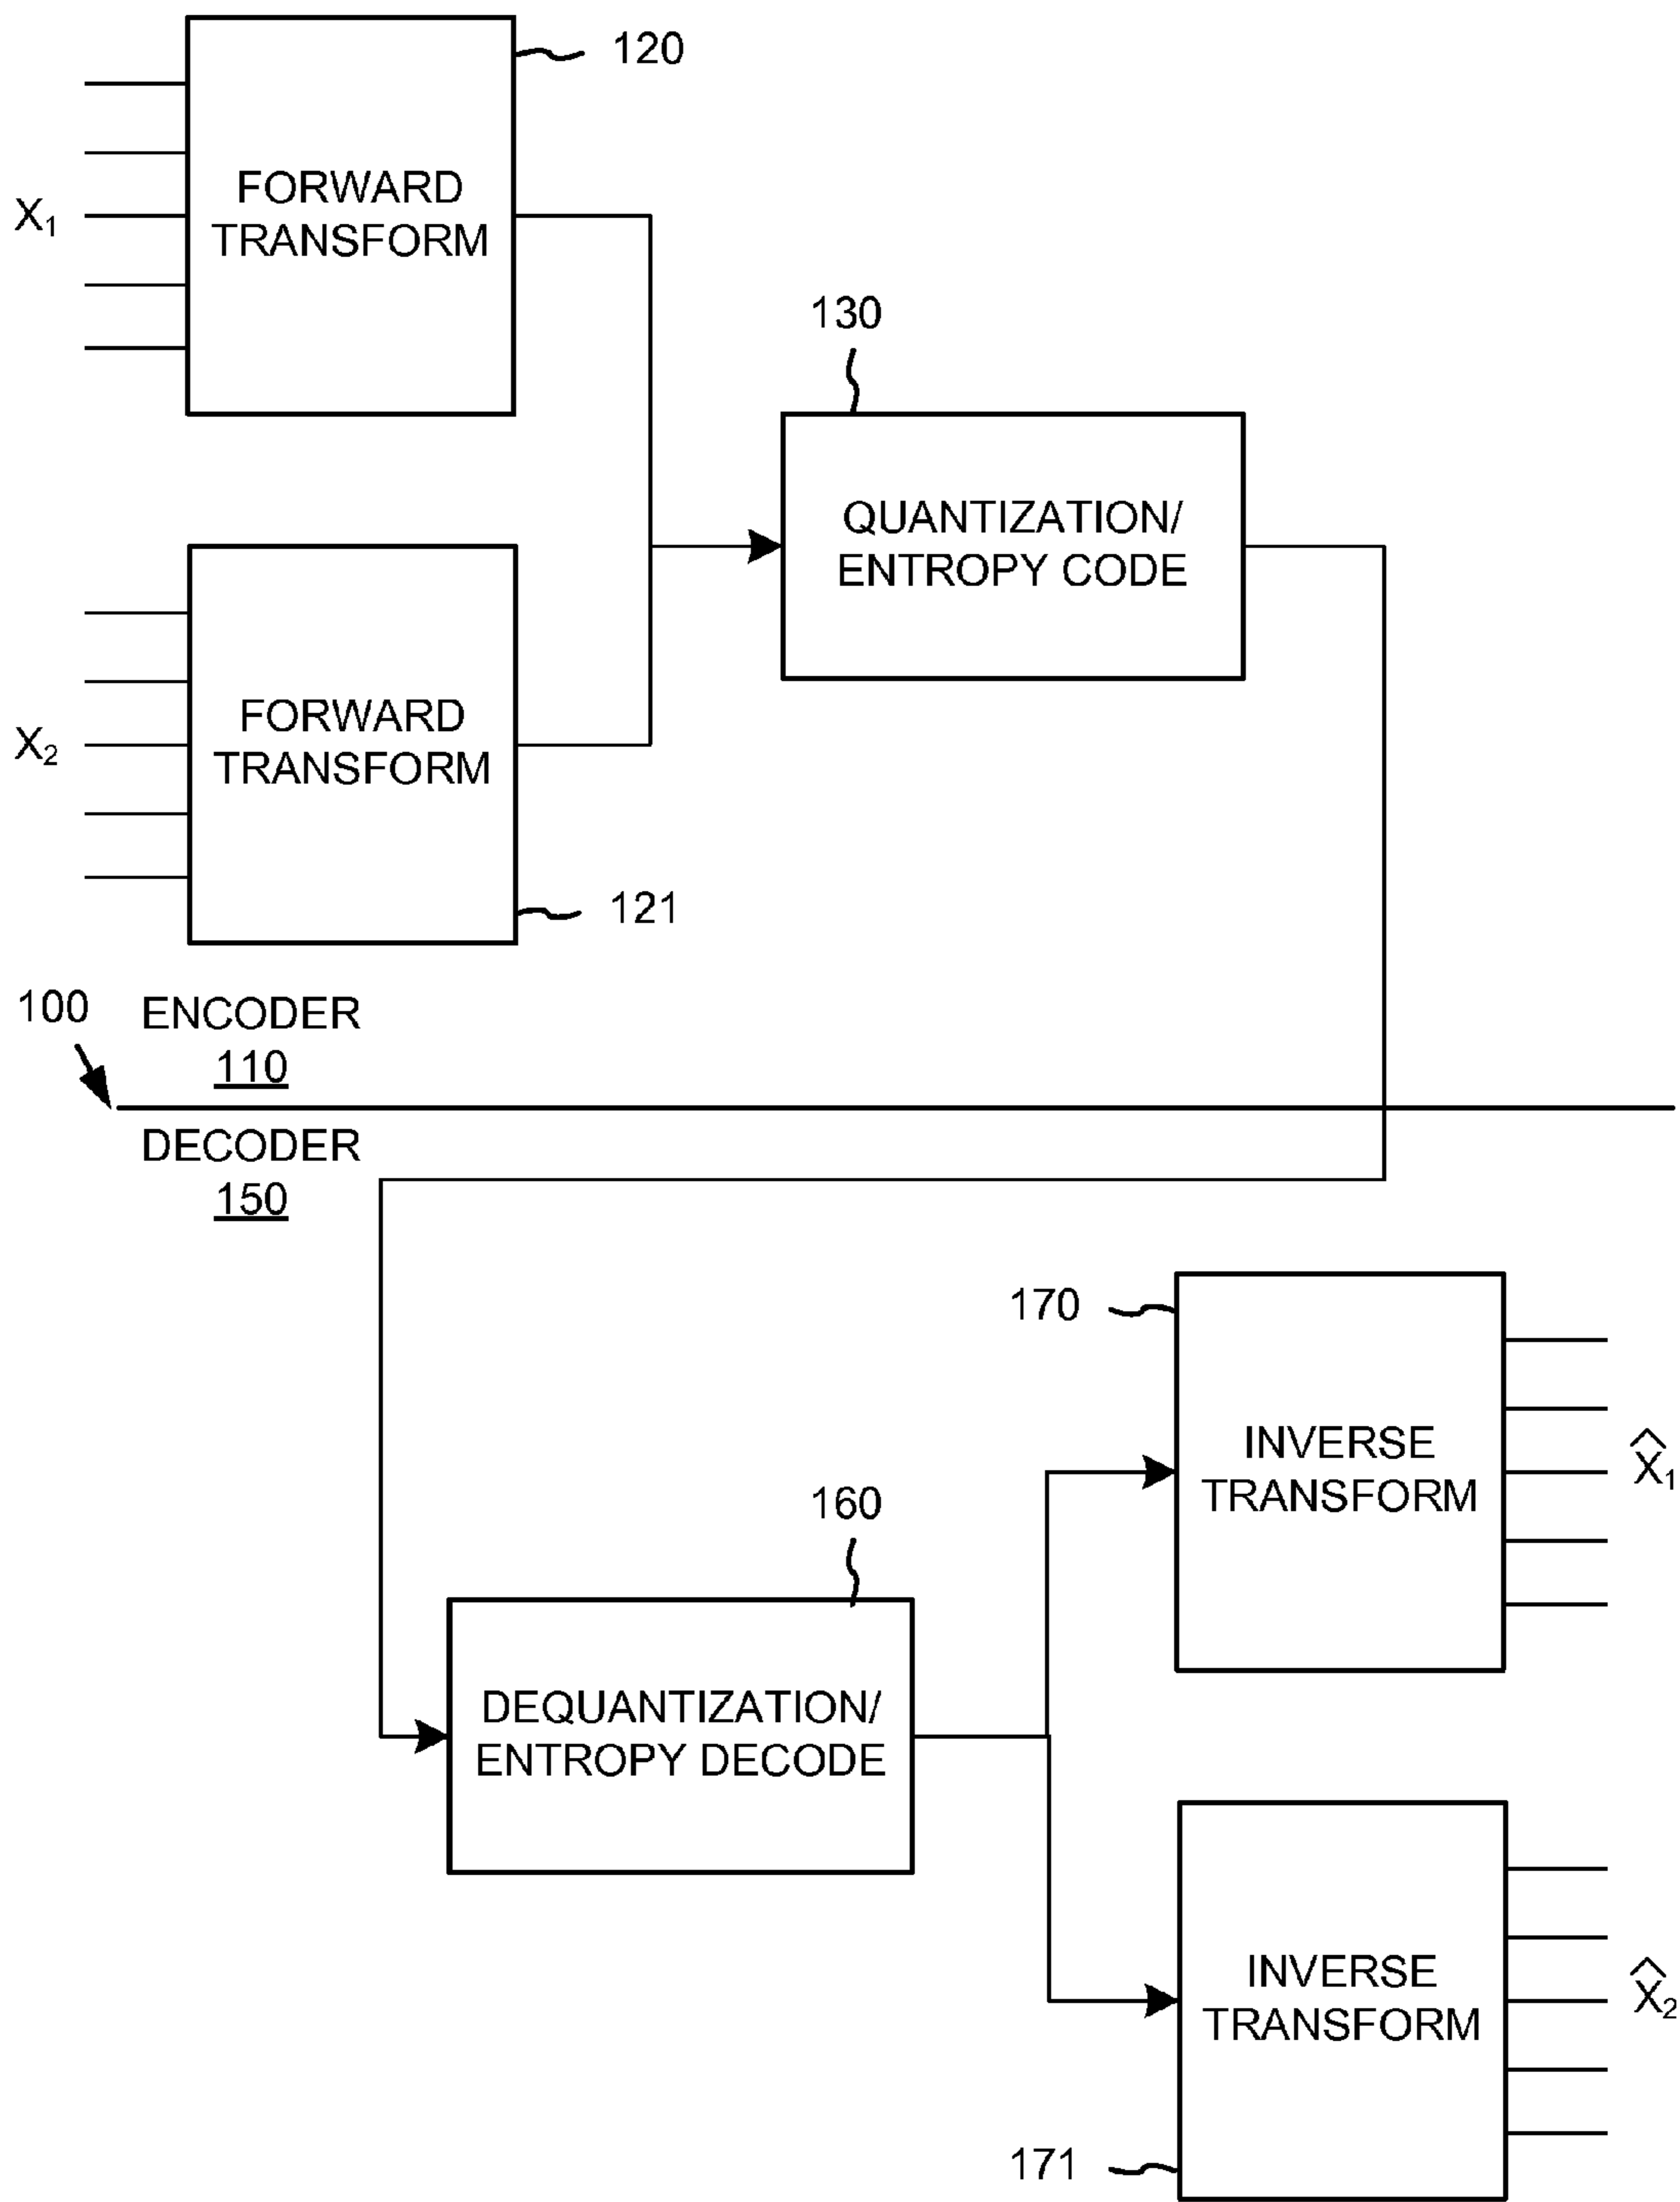 120
FORWARD
TRANSFORM
X₁
130
QUANTIZATION/
ENTROPY CODE
FORWARD
TRANSFORM
X₂
121
100
ENCODER
110
DECODER
150
170
INVERSE
TRANSFORM
X̂₁
160
DEQUANTIZATION/
ENTROPY DECODE
INVERSE
TRANSFORM
X̂₂
171